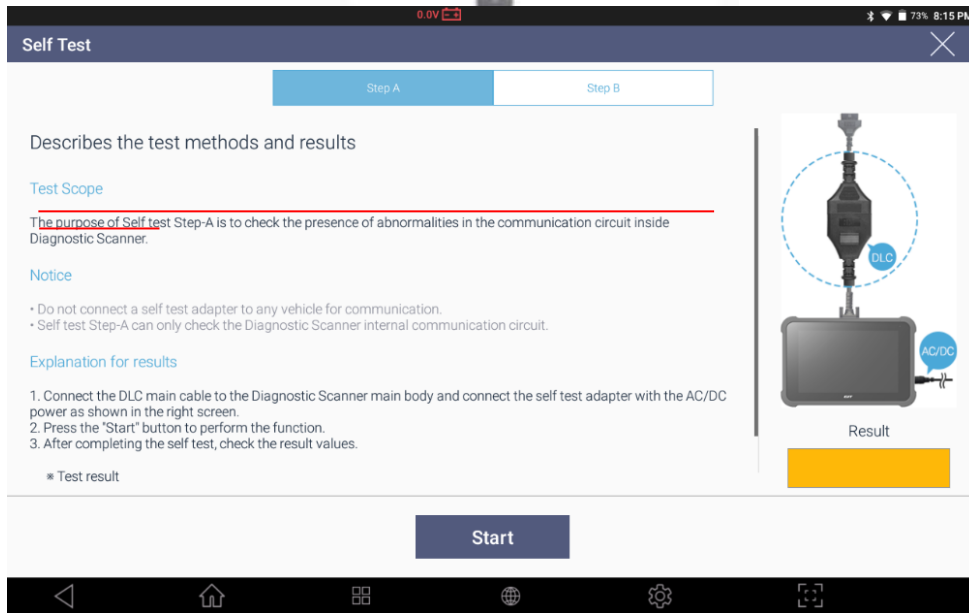 0.0V
73% 8:15 PM
Self Test
Step A
Step B
Describes the test methods and results
Test Scope
The purpose of Self test Step-A is to check the presence of abnormalities in the communication circuit inside
Diagnostic Scanner.
Notice
• Do not connect a self test adapter to any vehicle for communication.
• Self test Step-A can only check the Diagnostic Scanner internal communication circuit.
Explanation for results
1. Connect the DLC main cable to the Diagnostic Scanner main body and connect the self test adapter with the AC/DC
power as shown in the right screen.
2. Press the "Start" button to perform the function.
3. After completing the self test, check the result values.
※ Test result
DLC
AC/DC
Result
Start